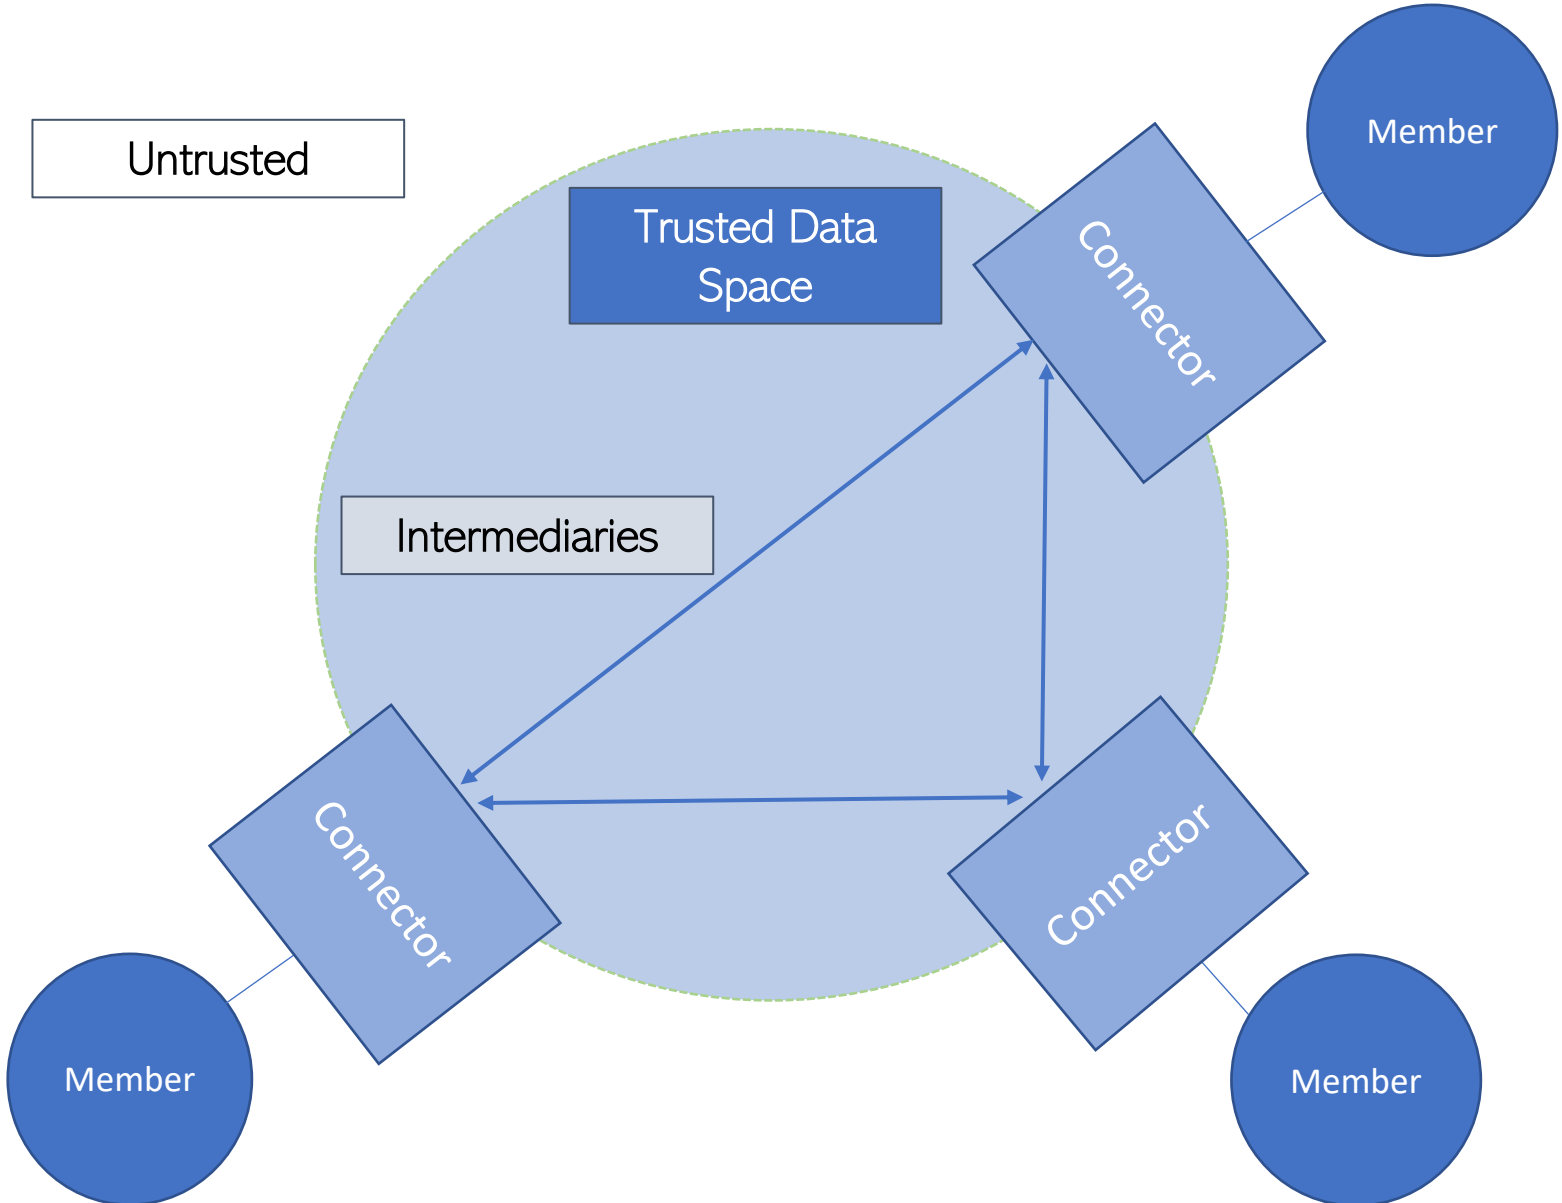 Member
Untrusted
Trusted Data
Space
Connector
Intermediaries
Connector
Connector
Member
Member